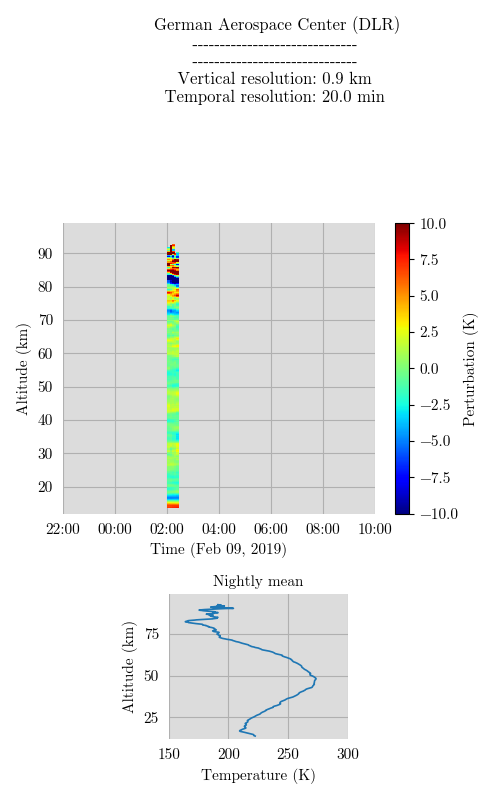 German Aerospace Center (DLR)
------------------------------
------------------------------
Vertical resolution: 0.9 km
Temporal resolution: 20.0 min
90
80
70
60
50
40
30
20
Altitude (km)
22:00 00:00 02:00 04:00 06:00 08:00 10:00
Time (Feb 09, 2019)
10.0
7.5
5.0
2.5
0.0
−2.5
−5.0
−7.5
−10.0
Perturbation (K)
Nightly mean
75
50
25
Altitude (km)
150 200 250 300
Temperature (K)